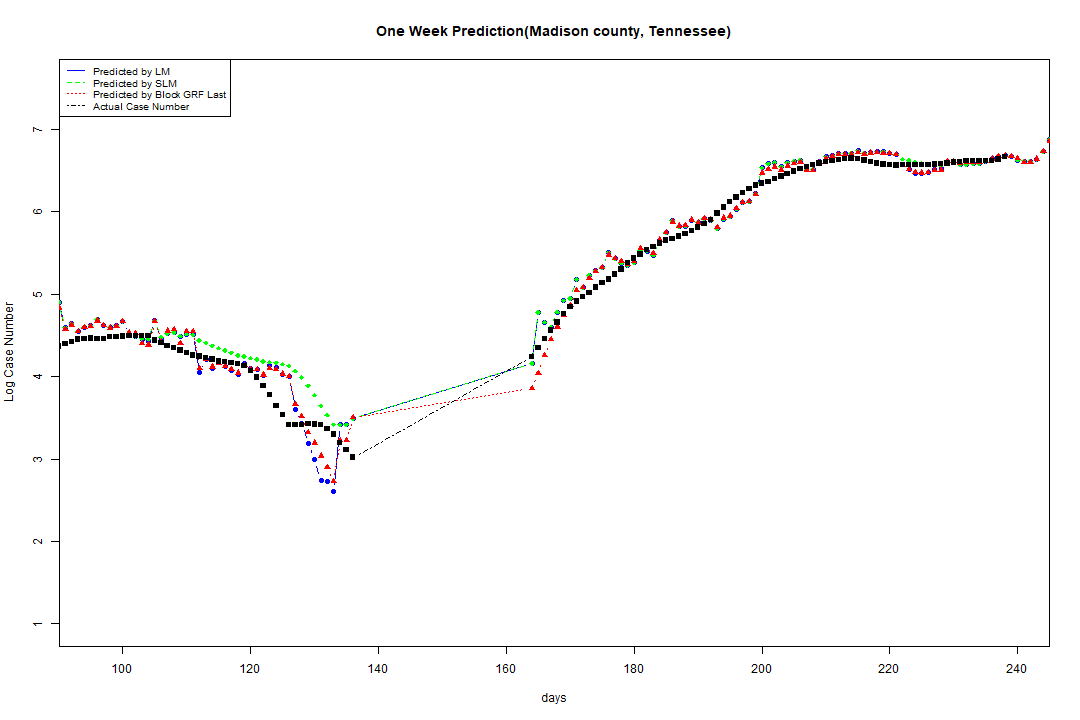 One Week Prediction(Madison county, Tennessee)
Predicted by LM
Predicted by SLM
Predicted by Block GRF Last
Actual Case Number
7
6
5
4
3
2
1
Log Case Number
100 120 140 160 180 200 220 240
days